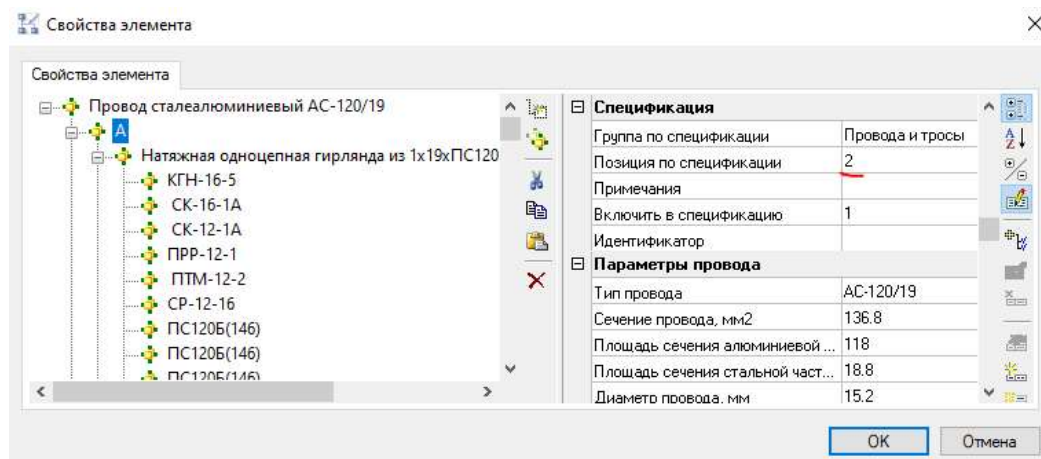 Свойства элемента
Свойства элемента
Провод сталеалюминиевый АС-120/19
А
Натяжная одноцепная гирлянда из 1х19хПС120
КГН-16-5
СК-16-1А
СК-12-1А
ПРР-12-1
ПТМ-12-2
СР-12-16
ПС120Б(146)
ПС120Б(146)
ПС120Б(146)
Спецификация
Группа по спецификации Провода и тросы
Позиция по спецификации 2
Примечания
Включить в спецификацию 1
Идентификатор
Параметры провода
Тип провода АС-120/19
Сечение провода, мм2 136.8
Площадь сечения алюминиевой ... 118
Площадь сечения стальной част... 18.8
Диаметр провода, мм 15.2
OK Отмена